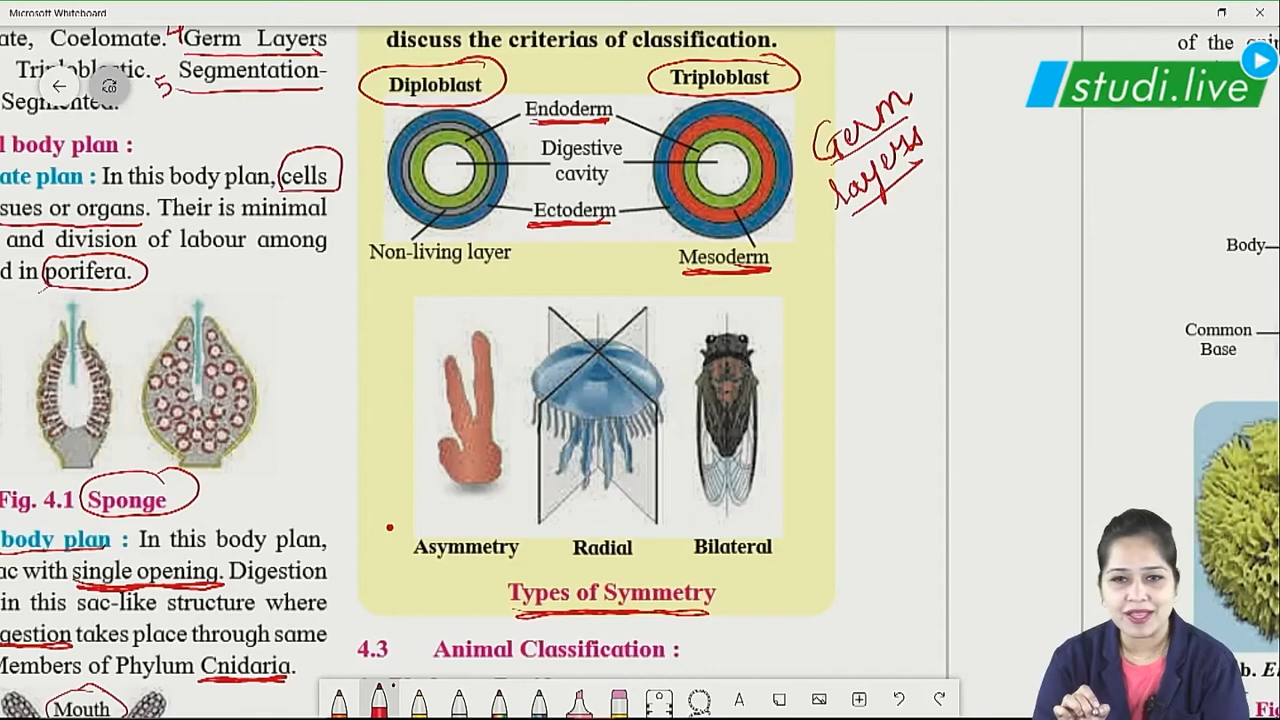 Microsoft Whiteboard
ate, Coelomate. 4 Germ Layers
Triploblastic. 5 Segmentation-
Segmented.
l body plan :
ate plan : In this body plan, cells
sues or organs. Their is minimal
and division of labour among
d in porifera.
Fig. 4.1 Sponge
body plan : In this body plan,
ac with single opening. Digestion
in this sac-like structure where
gestion takes place through same
Members of Phylum Cnidaria.
Mouth
discuss the criterias of classification.
Diploblast
Triploblast
Endoderm
Digestive
cavity
Ectoderm
Non-living layer
Mesoderm
Germ
layers
Asymmetry
Radial
Bilateral
Types of Symmetry
4.3 Animal Classification :
of the
studi.live
Body
Common
Base
b. E
Fig